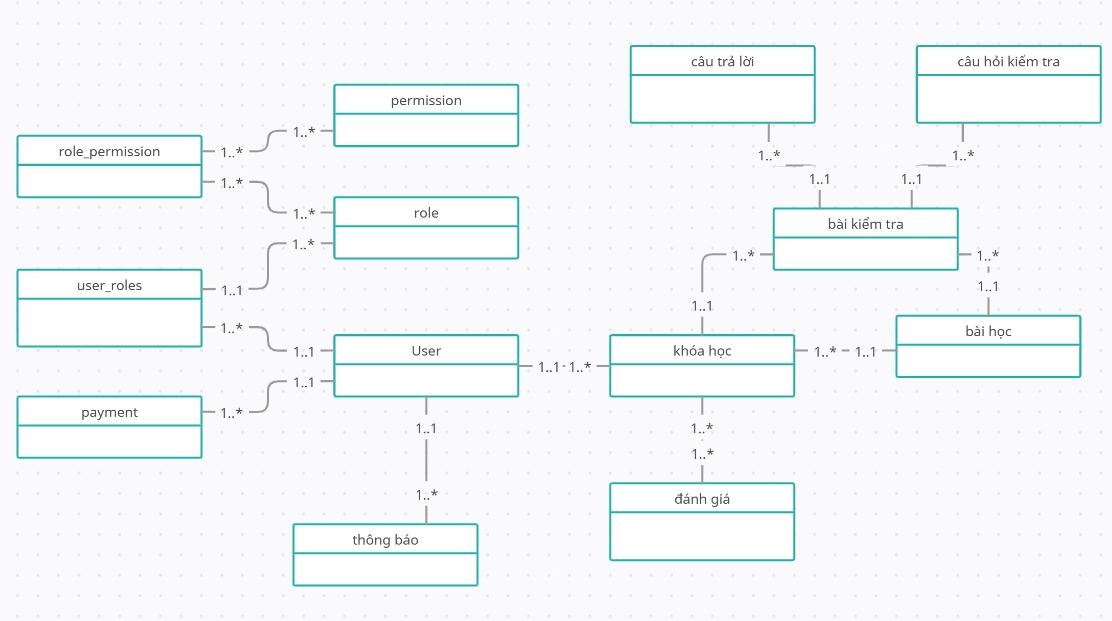 câu trả lời
câu hỏi kiểm tra
permission
role_permission
1..*
1..*
1..*
1..*
1..*
1..*
1..1
1..1
role
1..*
bài kiểm tra
user_roles
1..1
1..*
1..*
1..1
1..1
1..*
bài học
User
1..1
khóa học
1..*
1..1
1..1
1..*
1..1
payment
1..*
1..1
1..*
1..*
1..*
đánh giá
thông báo